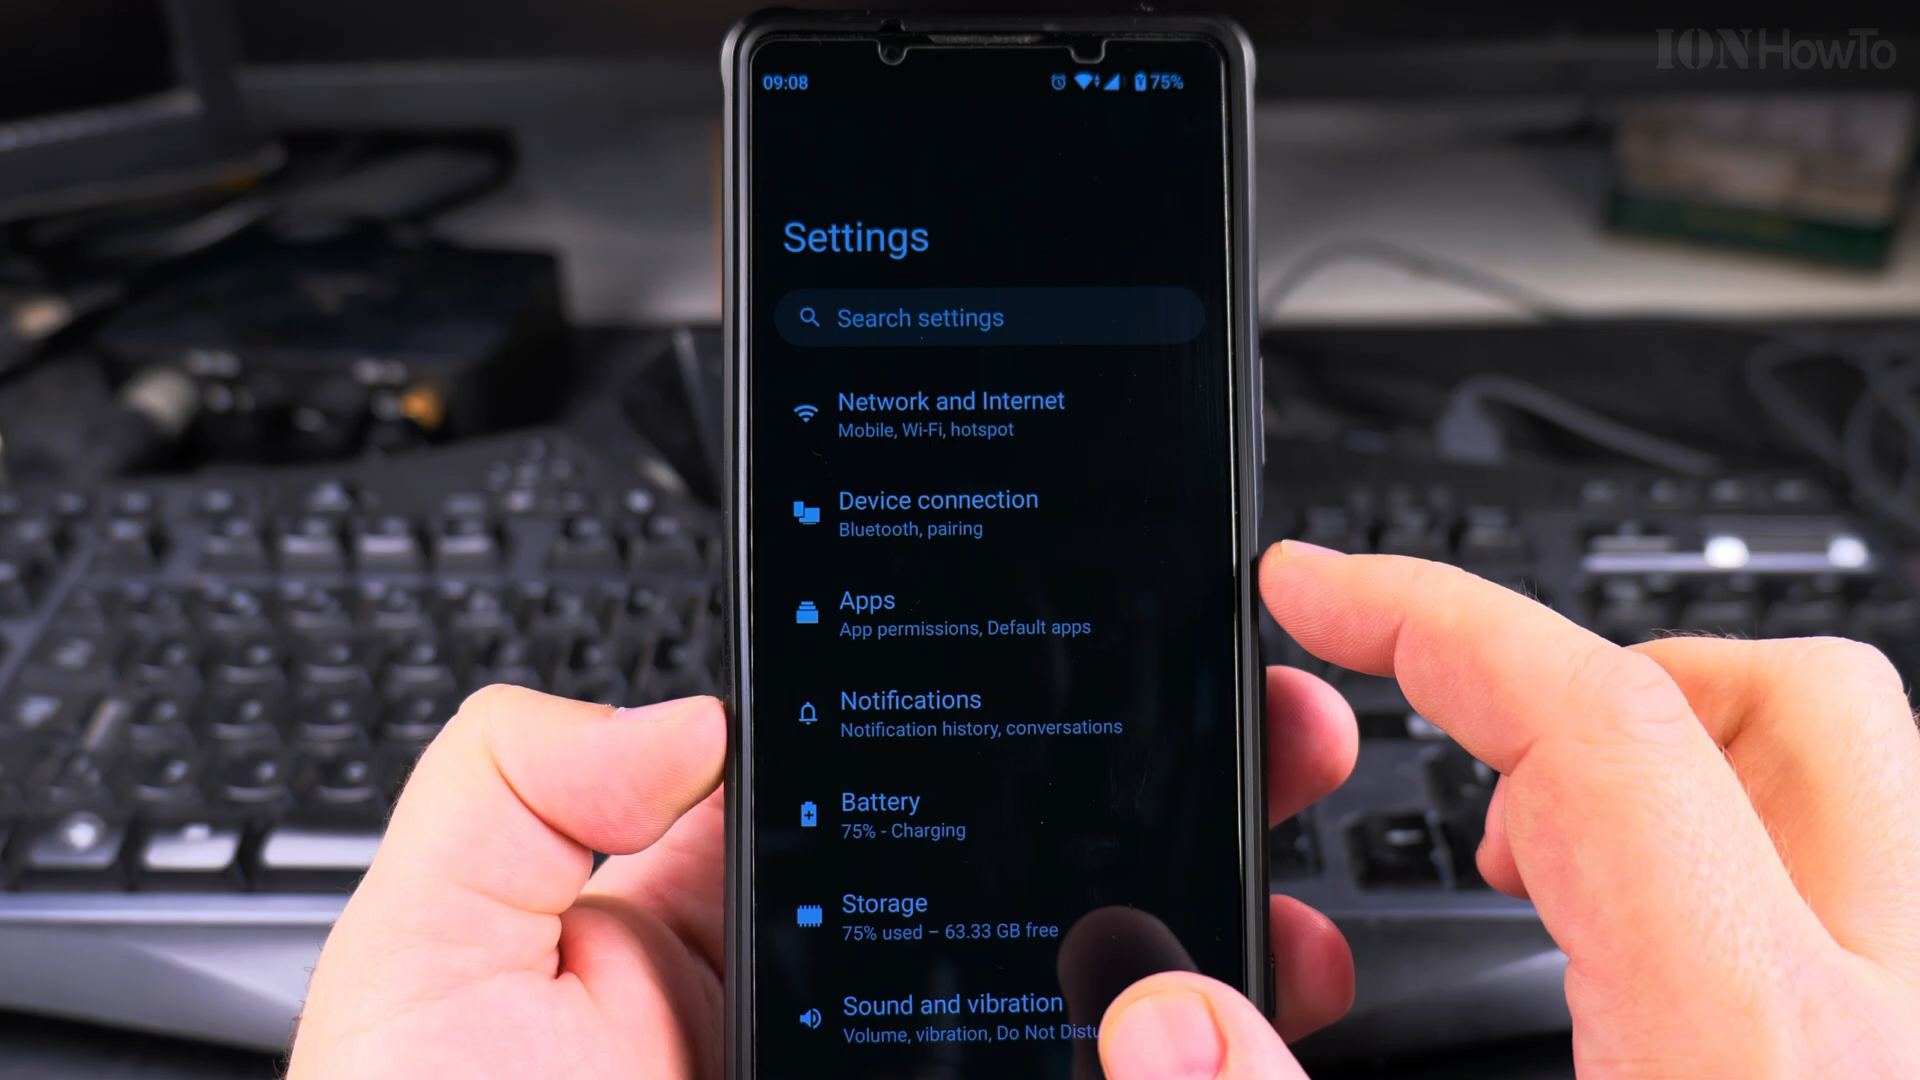 IONHowTo
09:08
75%
Settings
Search settings
Network and Internet
Mobile, Wi-Fi, hotspot
Device connection
Bluetooth, pairing
Apps
App permissions, Default apps
Notifications
Notification history, conversations
Battery
75% - Charging
Storage
75% used – 63.33 GB free
Sound and vibration
Volume, vibration, Do Not Distu